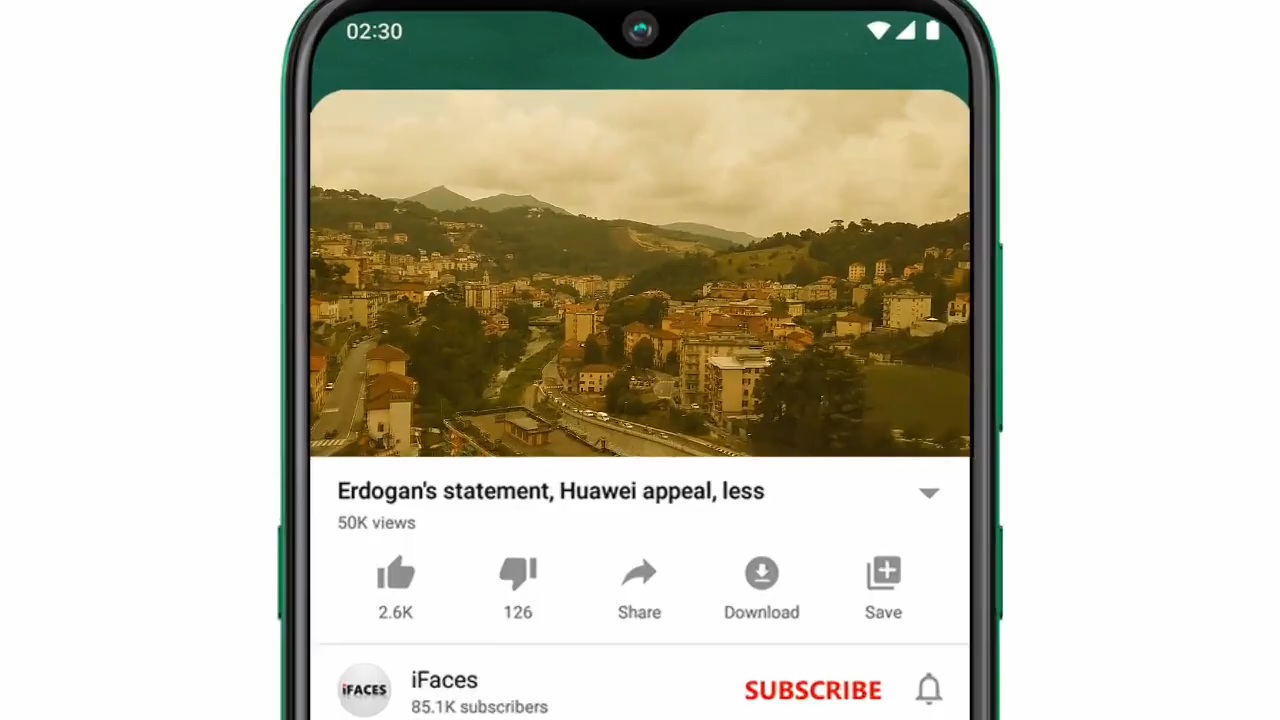 02:30
Erdogan's statement, Huawei appeal, less
50K views
2.6K
126
Share
Download
Save
iFACES
iFaces
85.1K subscribers
SUBSCRIBE